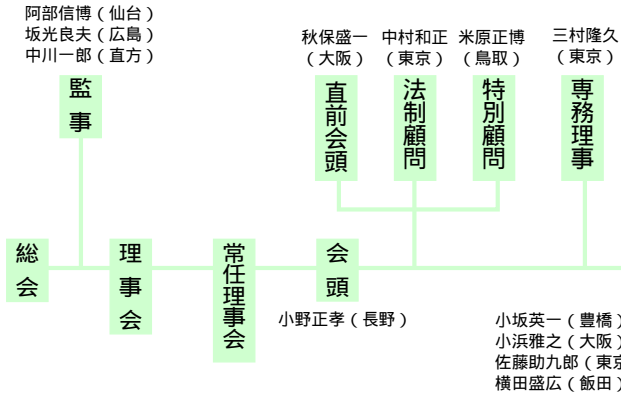 阿部信博（仙台）
坂光良夫（広島）
中川一郎（直方）
監事
秋保盛一
（大阪）
直前会頭
中村和正
（東京）
法制顧問
米原正博
（鳥取）
特別顧問
三村隆久
（東京）
専務理事
総会
理事会
常任理事会
会頭
小野正孝（長野）
小坂英一（豊橋）
小浜雅之（大阪）
佐藤助九郎（東京
横田盛広（飯田）